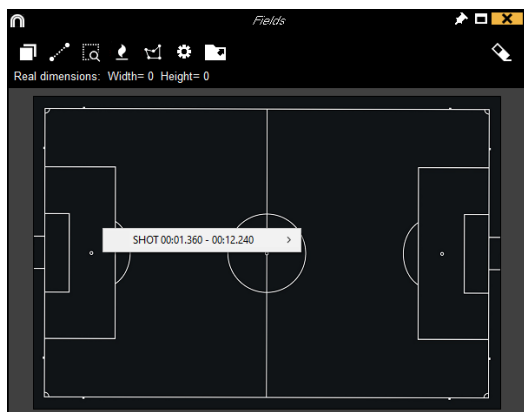 Fields
Real dimensions: Width= 0 Height= 0
SHOT 00:01.360 - 00:12.240 >